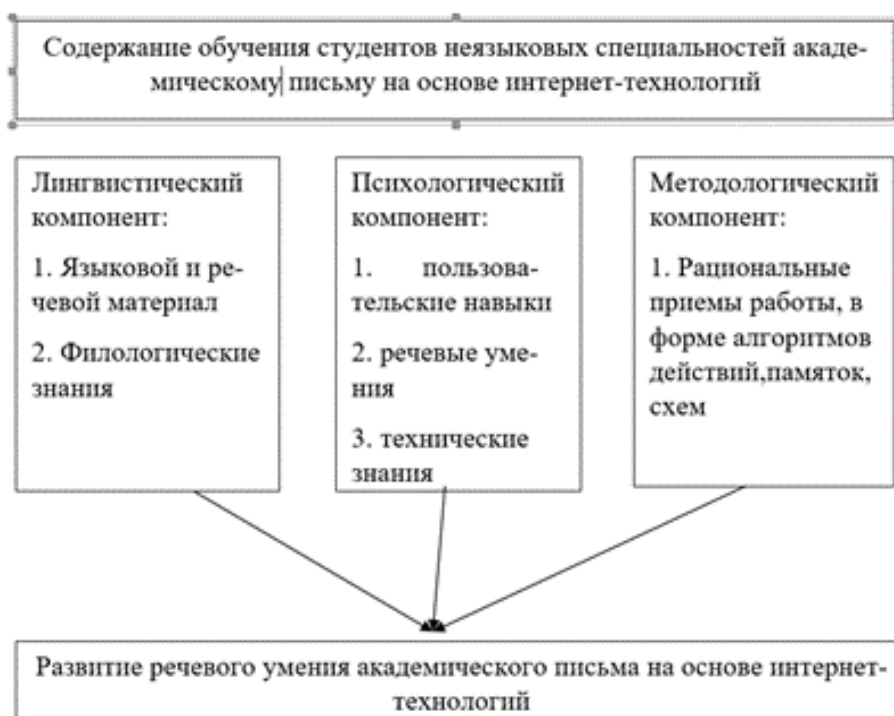 Содержание обучения студентов неязыковых специальностей акаде-
мическому письму на основе интернет-технологий
Лингвистический
компонент:
1. Языковой и ре-
чевой материал
2. Филологические
знания
Психологический
компонент:
1. пользова-
тельские навыки
2. речевые уме-
ния
3. технические
знания
Методологический
компонент:
1. Рациональные
приемы работы, в
форме алгоритмов
действий,памяток,
схем
Развитие речевого умения академического письма на основе интернет-
технологий